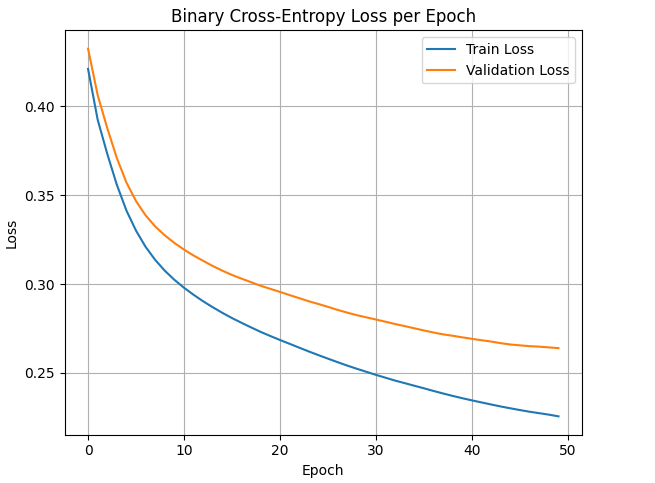 Binary Cross-Entropy Loss per Epoch
Train Loss
Validation Loss
0.40
0.35
0.30
0.25
Loss
0 10 20 30 40 50
Epoch